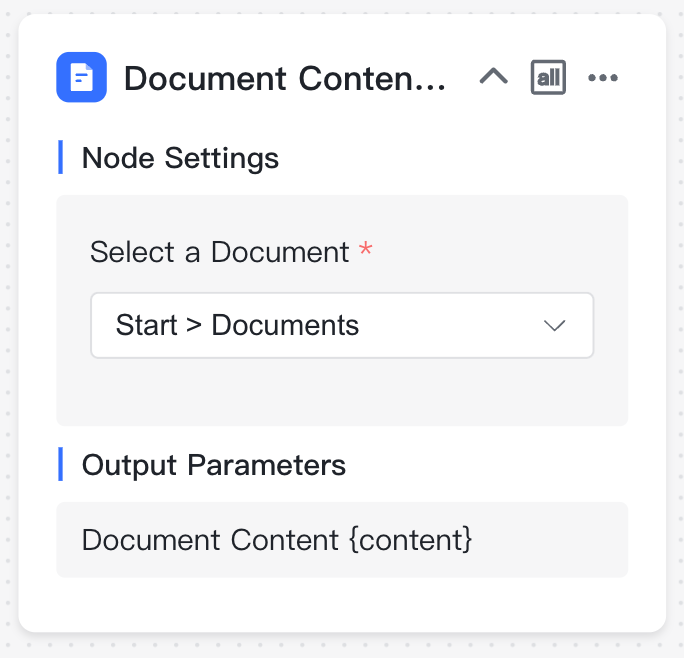 Document Conten...
all
Node Settings
Select a Document *
Start > Documents
Output Parameters
Document Content {content}